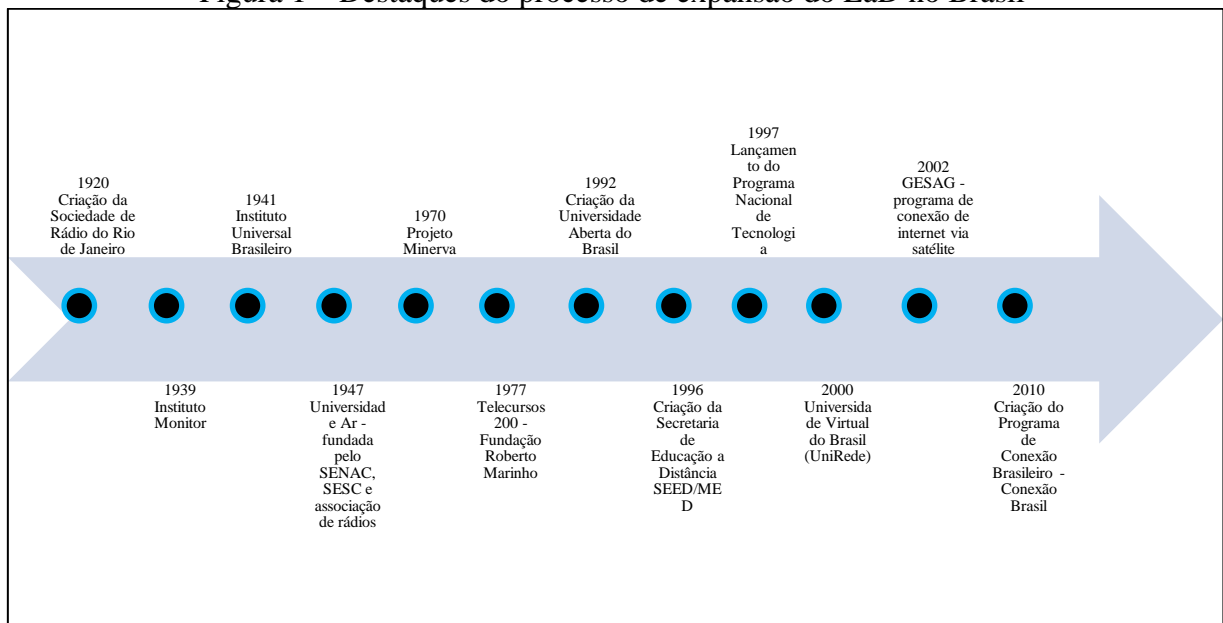 Figura 1 – Destaques do processo de expansão do EaD no Brasil
1920
Criação da
Sociedade de
Rádo do Rio
de Janeiro
1941
Instituto
Universal
Brasileiro
1970
Projeto
Minerva
1992
Criação da
Universidade
Aberta do
Brasil
1997
Lançamen
to do
Programa
Nacional
de
Tecnologi
a
2002
GESAG -
programa de
conexão de
internet via
satélite
1939
Instituto
Monitor
1947
Universidad
e Ar -
fundada
pelo
SENAC,
SESC e
associação
de rádios
1977
Telecursos
200 -
Fundação
Roberto
Marinho
1996
Criação da
Secretaria
de
Educação a
Distância
SEED/ME
D
2000
Universida
de Virtual
do Brasil
(UniRede)
2010
Criação do
Programa
de
Conexão
Brasileiro -
Conexão
Brasil